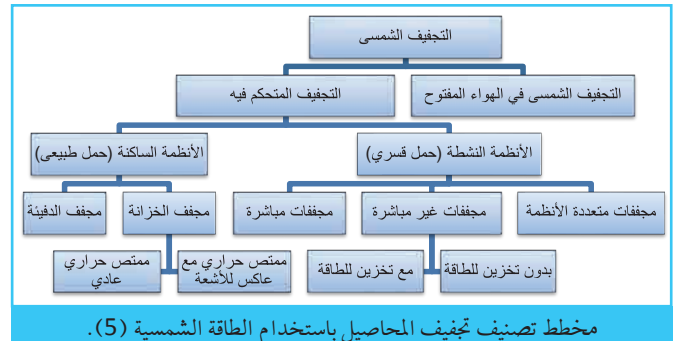 التجفيف الشمسى
التجفيف الشمسى في الهواء المفتوح
التجفيف المتحكم فيه
الأنظمة النشطة (حمل قسري)
الأنظمة الساكنة (حمل طبيعى)
مجففات متعددة الأنظمة
مجففات غير مباشرة
مجففات مباشرة
مجفف الخزانة
مجفف الدفيئة
بدون تخزين للطاقة
مع تخزين للطاقة
ممتص حراري مع
عاكس للأشعة
ممتص حراري
عادي
مخطط تصنيف تجفيف المحاصيل باستخدام الطاقة الشمسية (5).